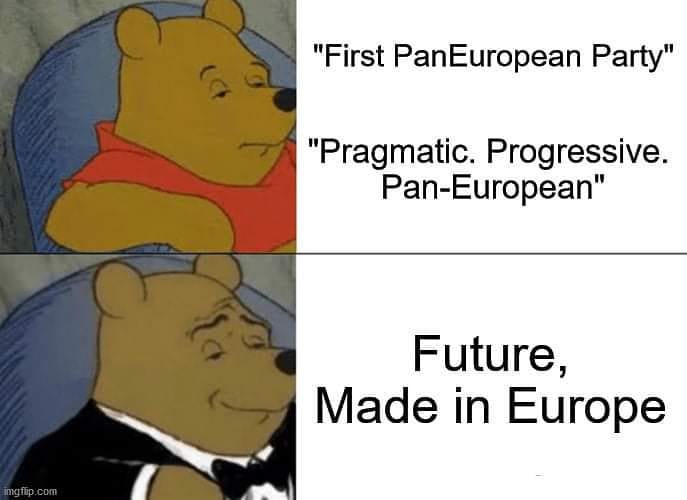 "First PanEuropean Party"
"Pragmatic. Progressive.
Pan-European"
Future,
Made in Europe
imgflip.com